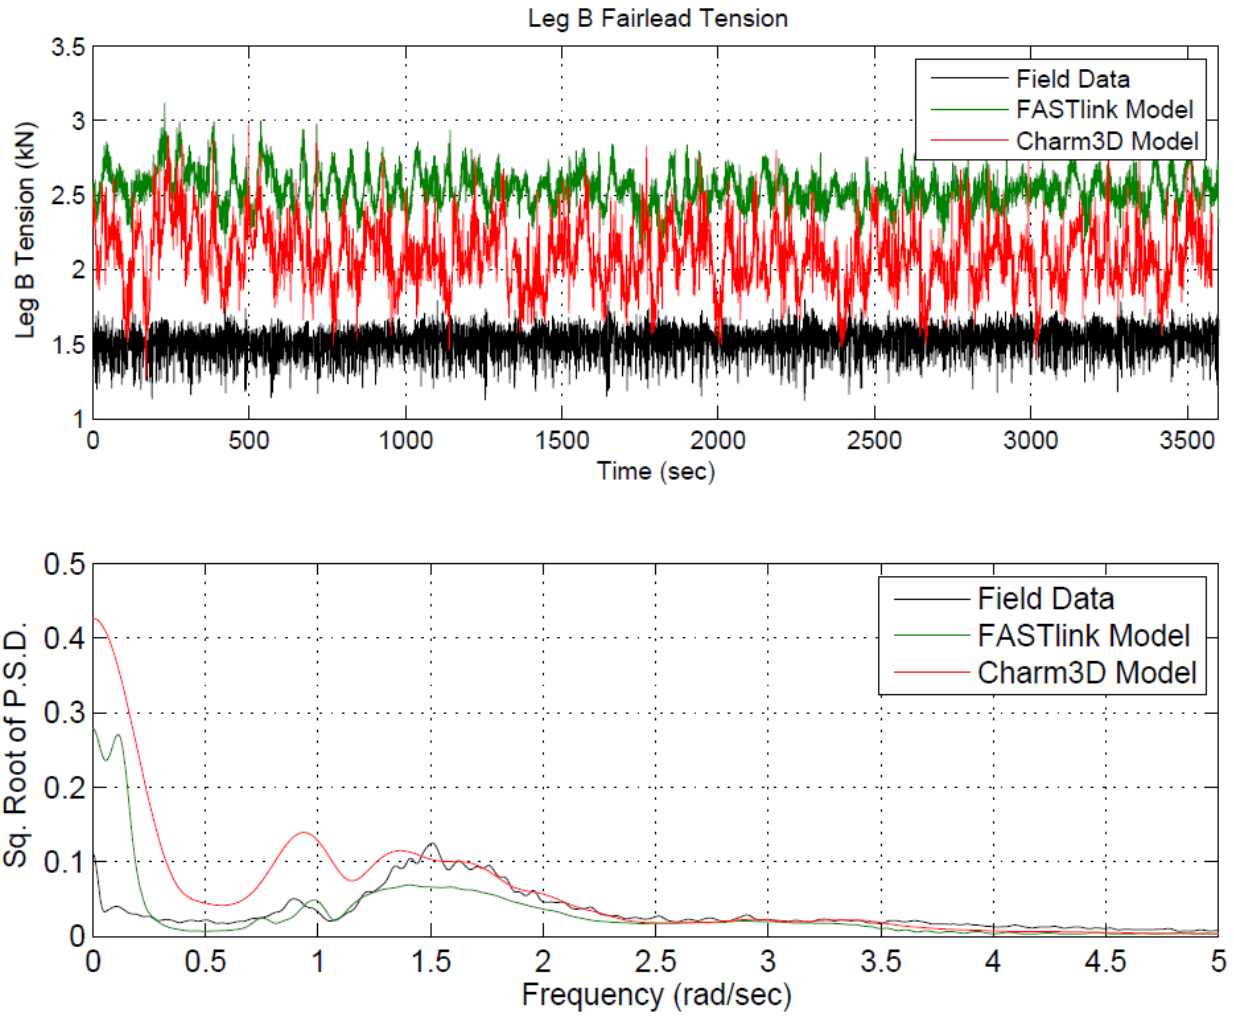 Leg B Fairlead Tension
3.5
3
2.5
2
1.5
1
Leg B Tension (kN)
Field Data
FASTlink Model
Charm3D Model
0 500 1000 1500 2000 2500 3000 3500
Time (sec)
0.5
0.4
0.3
0.2
0.1
0
Sq. Root of P.S.D.
Field Data
FASTlink Model
Charm3D Model
0 0.5 1 1.5 2 2.5 3 3.5 4 4.5 5
Frequency (rad/sec)